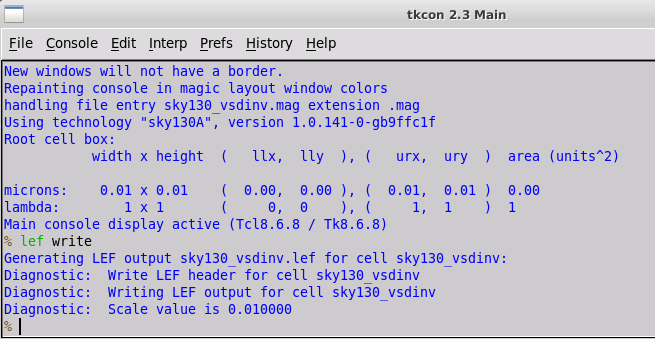 tkcon 2.3 Main
File Console Edit Interp Prefs History Help
New windows will not have a border.
Repainting console in magic layout window colors
handling file entry sky130_vsdinv.mag extension .mag
Using technology "sky130A", version 1.0.141-0-gb9ffc1f
Root cell box:
           width x height  (   llx,  lly  ), (   urx,  ury  )  area (units^2)
microns:    0.01 x 0.01    (  0.00,  0.00 ), (  0.01,  0.01 )  0.00
lambda:        1 x 1       (     0,  0    ), (     1,  1    )  1
Main console display active (Tcl8.6.8 / Tk8.6.8)
% lef write
Generating LEF output sky130_vsdinv.lef for cell sky130_vsdinv:
Diagnostic:  Write LEF header for cell sky130_vsdinv
Diagnostic:  Writing LEF output for cell sky130_vsdinv
Diagnostic:  Scale value is 0.010000
%